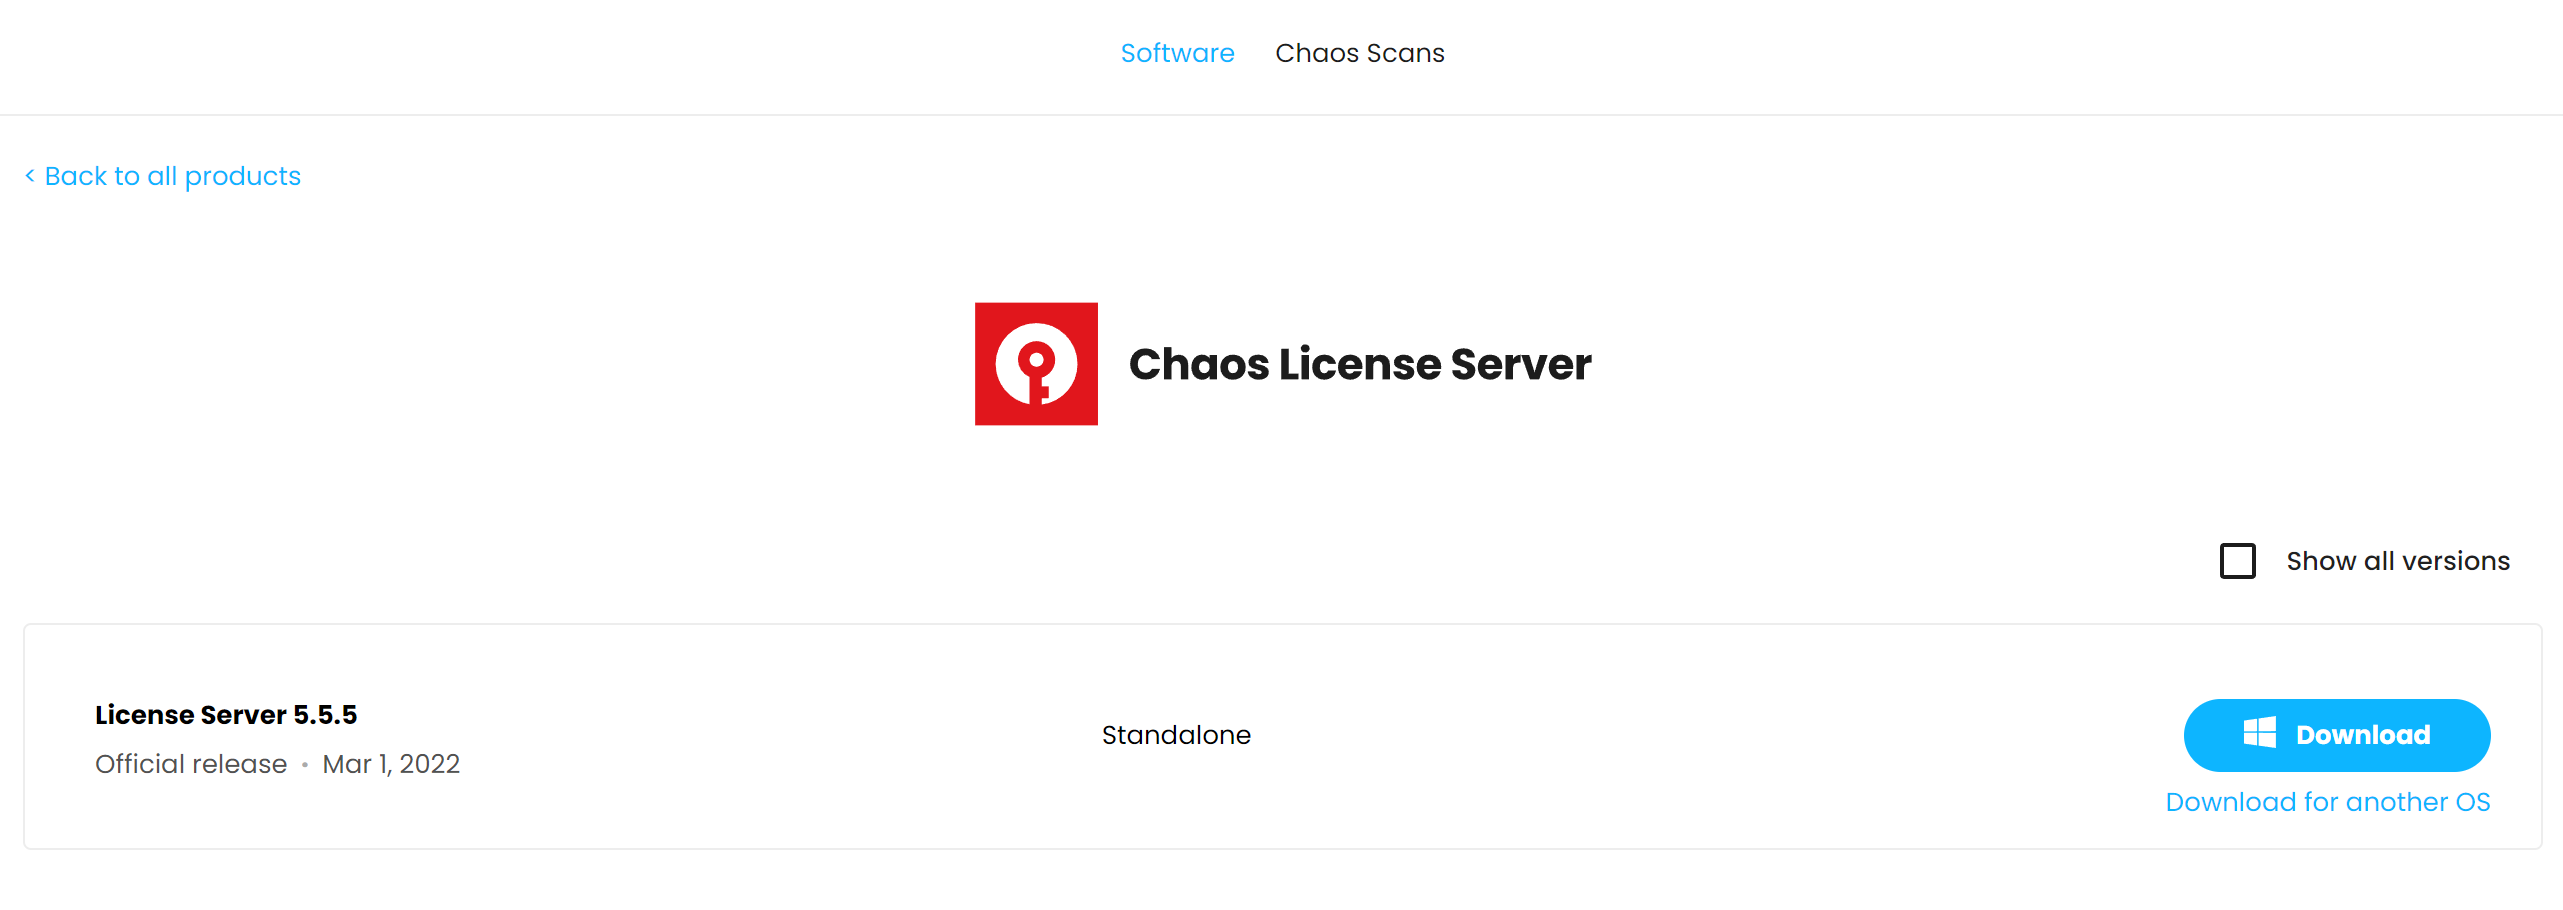 Software Chaos Scans
< Back to all products
Chaos License Server
Show all versions
License Server 5.5.5
Official release • Mar 1, 2022
Standalone
Download
Download for another OS